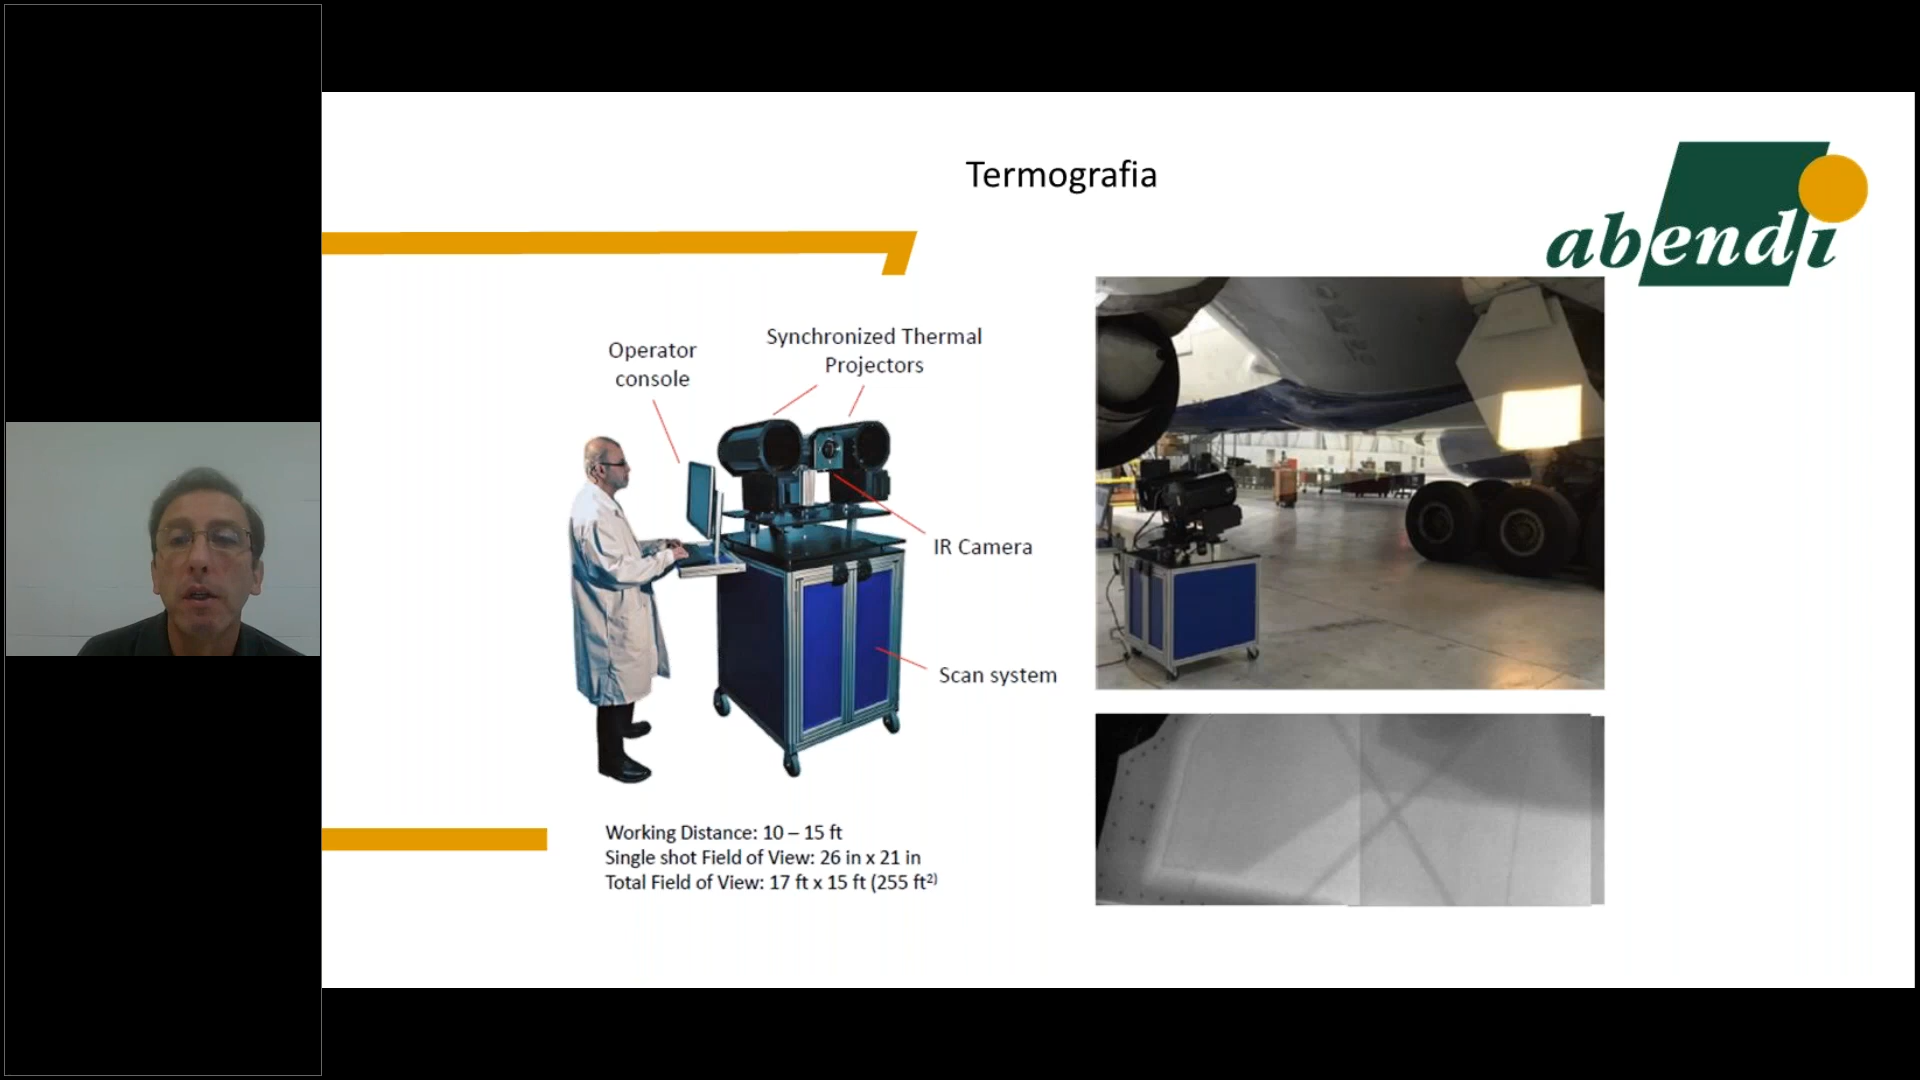 Termografia
abendi
Operator
console
Synchronized Thermal
Projectors
IR Camera
Scan system
Working Distance: 10 – 15 ft
Single shot Field of View: 26 in x 21 in
Total Field of View: 17 ft x 15 ft (255 ft²⁾